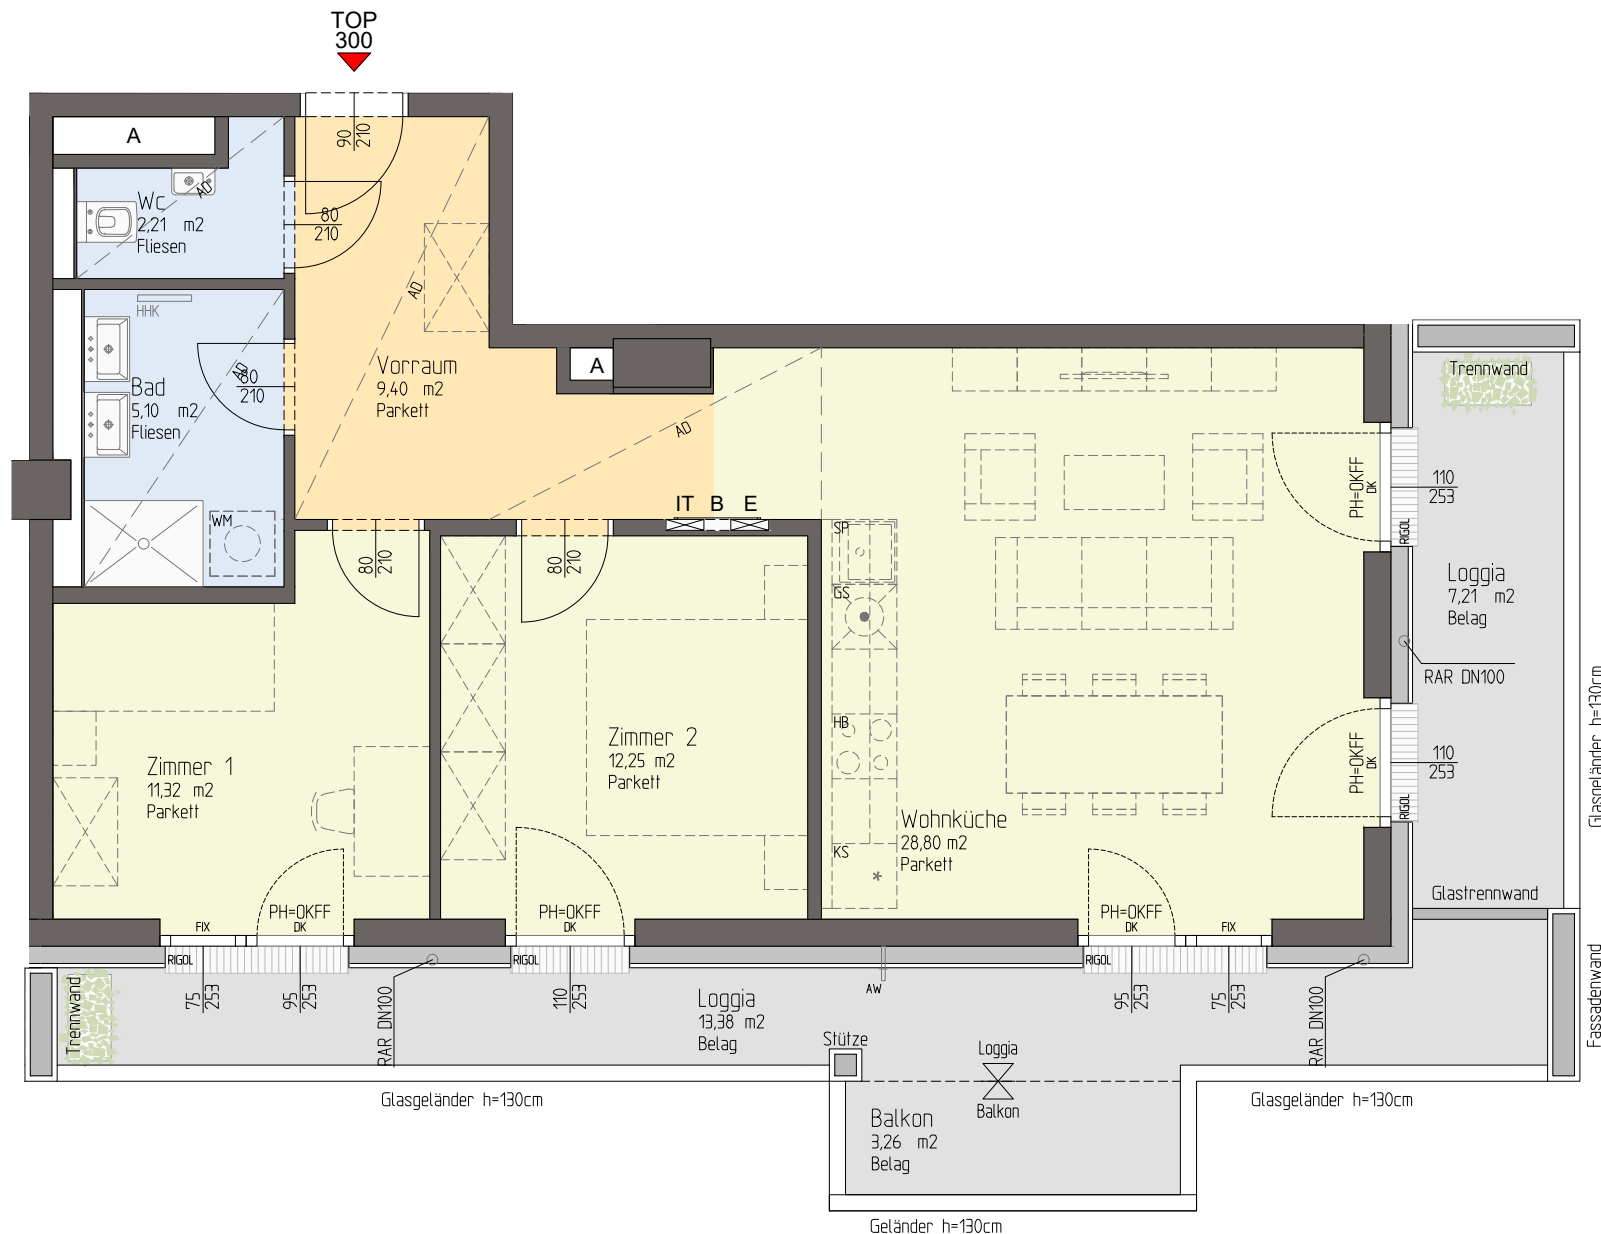 TOP
300
A
90
210
Wc
2,21 m2
Fliesen
AD
80
210
HHK
Bad
5,10 m2
Fliesen
AD
80
210
WM
Vorraum
9,40 m2
Parkett
AD
A
AD
IT B E
80
210
80
210
Zimmer 1
11,32 m2
Parkett
Zimmer 2
12,25 m2
Parkett
SP
GS
HB
KS
*
Wohnküche
28,80 m2
Parkett
PH=OKFF
DK
RIGOL
110
253
PH=OKFF
DK
RIGOL
110
253
Trennwand
Loggia
7,21 m2
Belag
RAR DN100
Glasgeländer h=130cm
Glastrennwand
Fassadenwand
FIX
PH=OKFF
DK
RIGOL
75
253
95
253
PH=OKFF
DK
RIGOL
110
253
PH=OKFF
DK
FIX
RIGOL
95
253
75
253
Trennwand
RAR DN100
Loggia
13,38 m2
Belag
AW
Stütze
RAR DN100
Loggia
Balkon
Glasgeländer h=130cm
Glasgeländer h=130cm
Balkon
3,26 m2
Belag
Geländer h=130cm